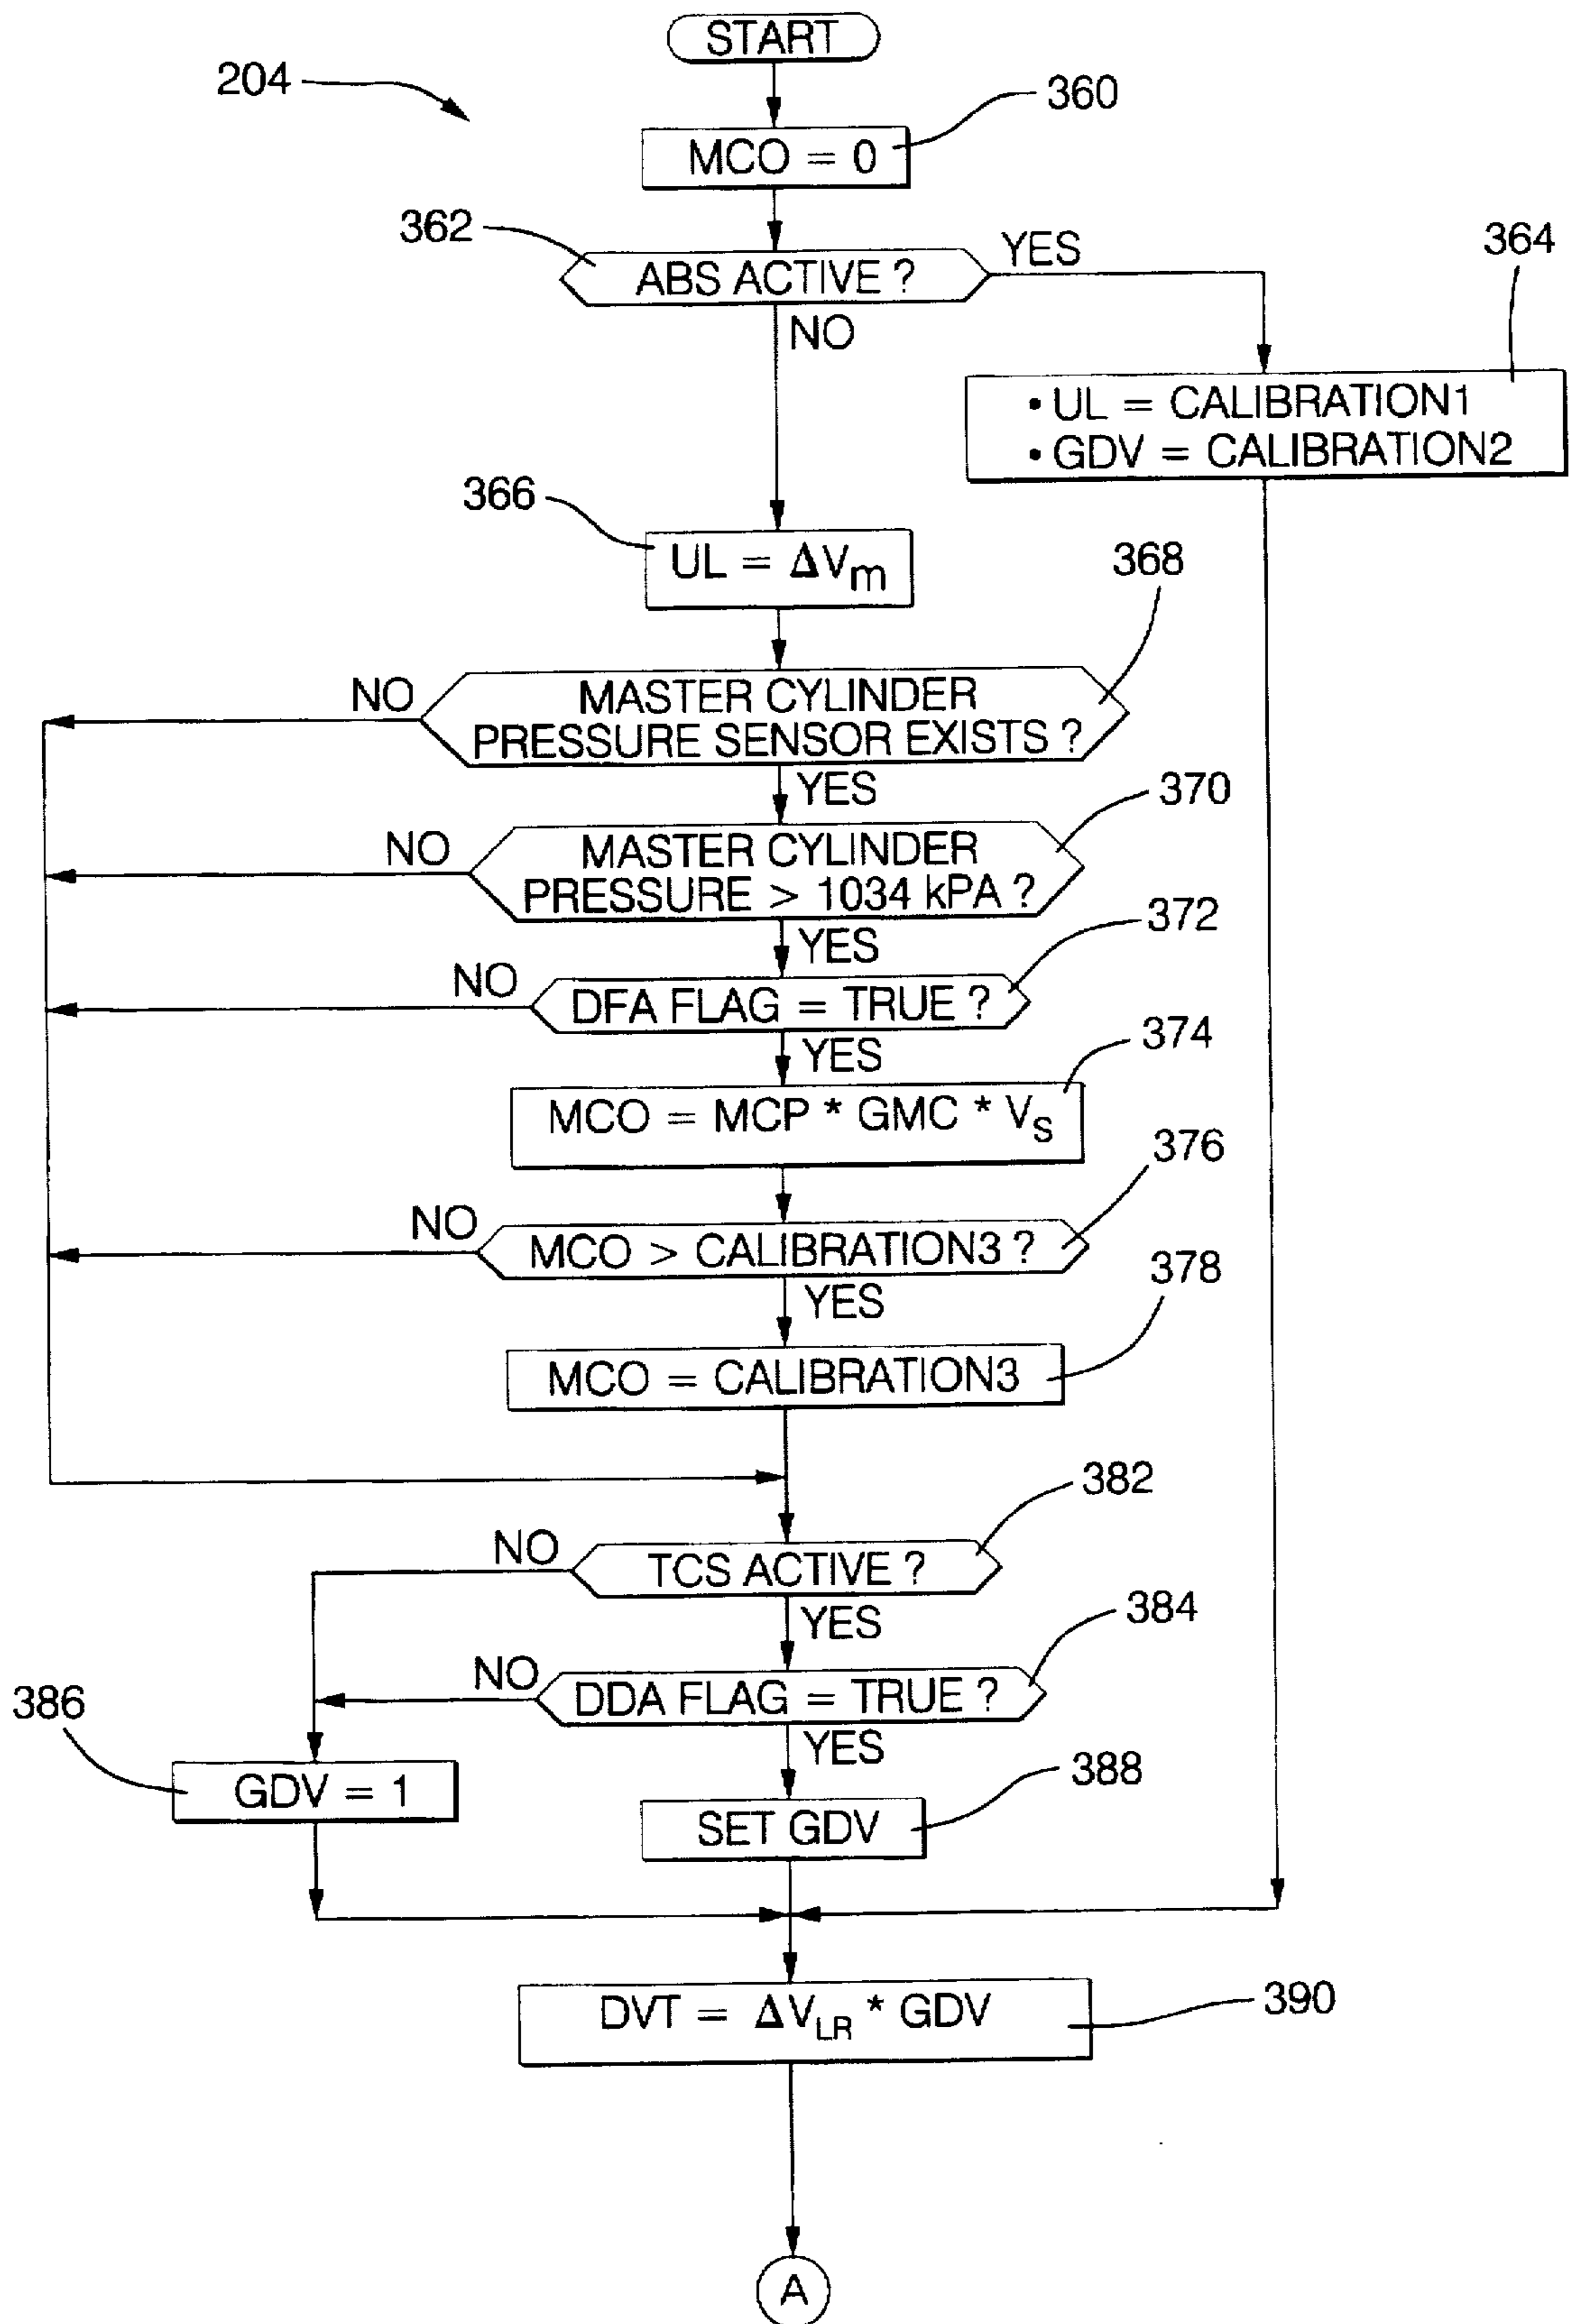 START
204
360
MCO = 0
362
ABS ACTIVE ?
YES
364
NO
• UL = CALIBRATION1
• GDV = CALIBRATION2
366
UL = ΔVm
368
NO
MASTER CYLINDER
PRESSURE SENSOR EXISTS ?
YES
370
NO
MASTER CYLINDER
PRESSURE > 1034 kPA ?
YES
372
NO
DFA FLAG = TRUE ?
YES
374
MCO = MCP * GMC * Vs
376
NO
MCO > CALIBRATION3 ?
YES
378
MCO = CALIBRATION3
382
NO
TCS ACTIVE ?
YES
384
NO
DDA FLAG = TRUE ?
YES
386
GDV = 1
388
SET GDV
390
DVT = ΔVLR * GDV
A